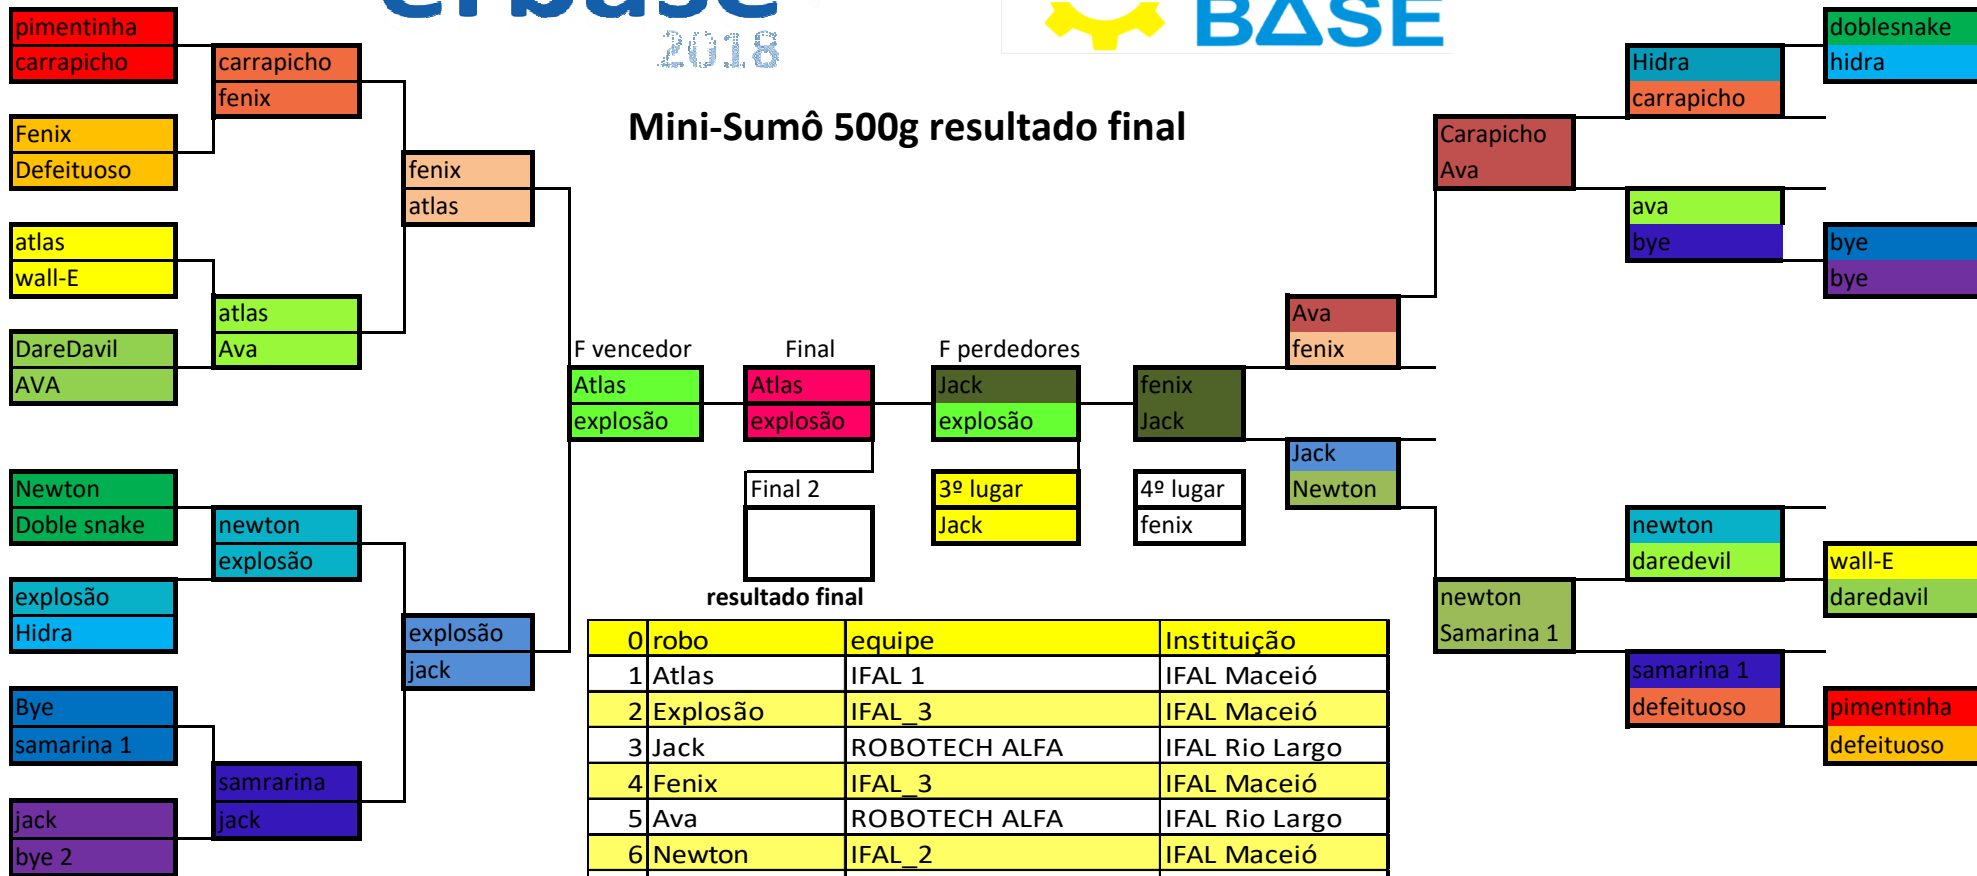 erbase
2018
BASE
Mini-Sumô 500g resultado final
pimentinha
carrapicho
Fenix
Defeituoso
atlas
wall-E
DareDavil
AVA
Newton
Doble snake
explosão
Hidra
Bye
samarina 1
jack
bye 2
carrapicho
fenix
atlas
Ava
newton
explosão
samrarina
jack
fenix
atlas
explosão
jack
F vencedor
Atlas
explosão
Final
Atlas
explosão
Final 2
F perdedores
Jack
explosão
3º lugar
Jack
fenix
Jack
4º lugar
fenix
Ava
fenix
Jack
Newton
Carapicho
Ava
newton
Samarina 1
Hidra
carrapicho
ava
bye
newton
daredevil
samarina 1
defeituoso
doblesnake
hidra
bye
bye
wall-E
daredavil
pimentinha
defeituoso
resultado final
0 robo equipe Instituição
1 Atlas IFAL 1 IFAL Maceió
2 Explosão IFAL_3 IFAL Maceió
3 Jack ROBOTECH ALFA IFAL Rio Largo
4 Fenix IFAL_3 IFAL Maceió
5 Ava ROBOTECH ALFA IFAL Rio Largo
6 Newton IFAL_2 IFAL Maceió